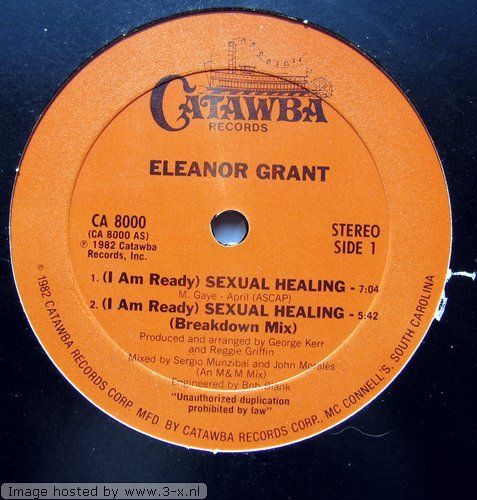 CATAWBA
RECORDS
ELEANOR GRANT
CA 8000
(CA 8000 AS)
℗ 1982 Catawba
Records, Inc.
STEREO
SIDE 1
1. (I Am Ready) SEXUAL HEALING - 7:04
M. Gaye - April (ASCAP)
2. (I Am Ready) SEXUAL HEALING - 5:42
(Breakdown Mix)
Produced and arranged by George Kerr
and Reggie Griffin
Mixed by Sergio Munzibai and John Morales
(An M&M Mix)
Engineered by Bob Blank
"Unauthorized duplication
prohibited by law"
© 1982 CATAWBA RECORDS CORP. MFD. BY CATAWBA RECORDS CORP., MC CONNELL'S, SOUTH CAROLINA
Image hosted by www.3-x.nl